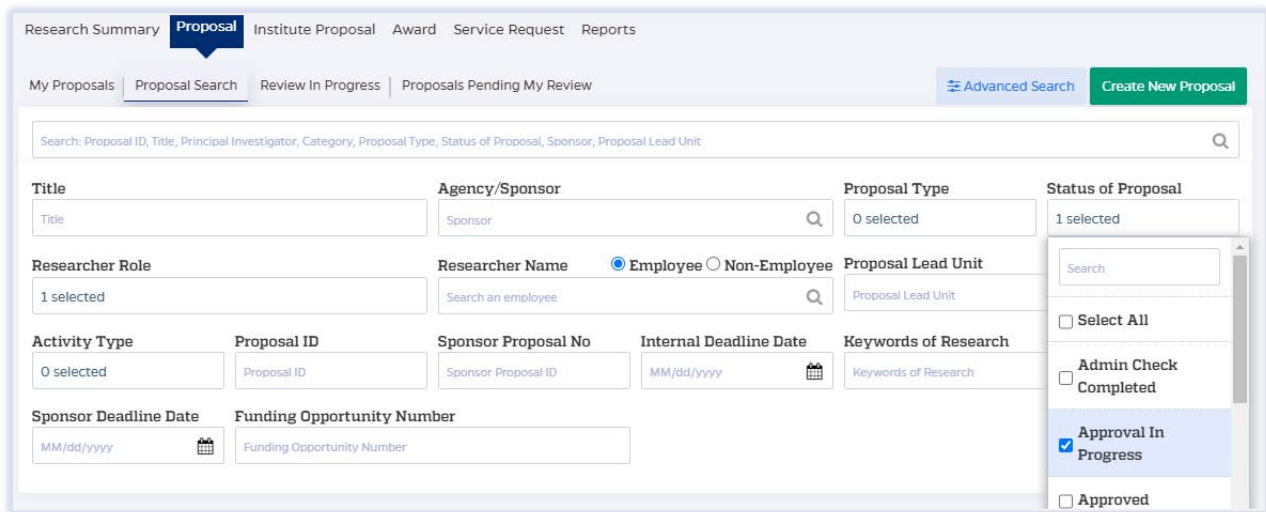 Research Summary Proposal Institute Proposal Award Service Request Reports
My Proposals Proposal Search Review In Progress Proposals Pending My Review Advanced Search Create New Proposal
Search: Proposal ID, Title, Principal Investigator, Category, Proposal Type, Status of Proposal, Sponsor, Proposal Lead Unit
Title Agency/Sponsor Proposal Type Status of Proposal
Title Sponsor 0 selected 1 selected
Researcher Role Researcher Name Employee Non-Employee Proposal Lead Unit Search
1 selected Search an employee Proposal Lead Unit
Select All
Activity Type Proposal ID Sponsor Proposal No Internal Deadline Date Keywords of Research
0 selected Proposal ID Sponsor Proposal ID MM/dd/yyyy Keywords of Research
Admin Check
Completed
Sponsor Deadline Date Funding Opportunity Number
MM/dd/yyyy Funding Opportunity Number
Approval In
Progress
Approved